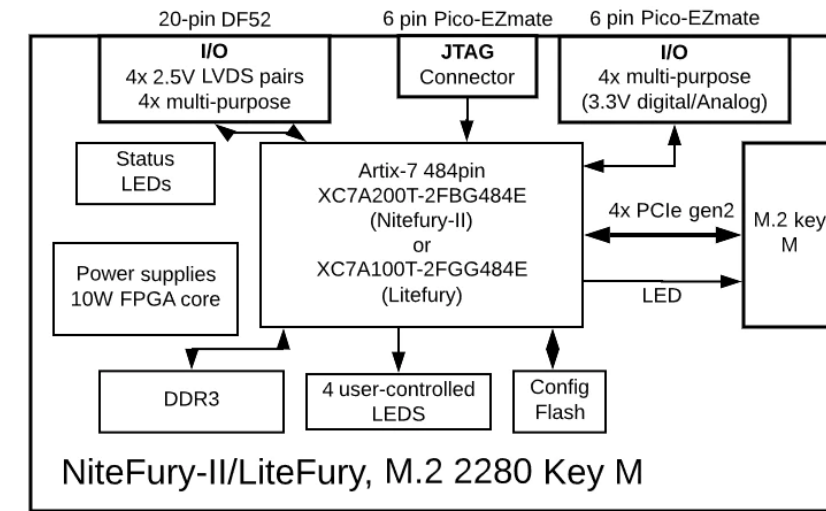 20-pin DF52
6 pin Pico-EZmate
6 pin Pico-EZmate
I/O
4x 2.5V LVDS pairs
4x multi-purpose
JTAG
Connector
I/O
4x multi-purpose
(3.3V digital/Analog)
Status
LEDs
Artix-7 484pin
XC7A200T-2FBG484E
(Nitefury-II)
or
XC7A100T-2FGG484E
(Litefury)
4x PCIe gen2
M.2 key
M
LED
Power supplies
10W FPGA core
DDR3
4 user-controlled
LEDS
Config
Flash
NiteFury-II/LiteFury, M.2 2280 Key M